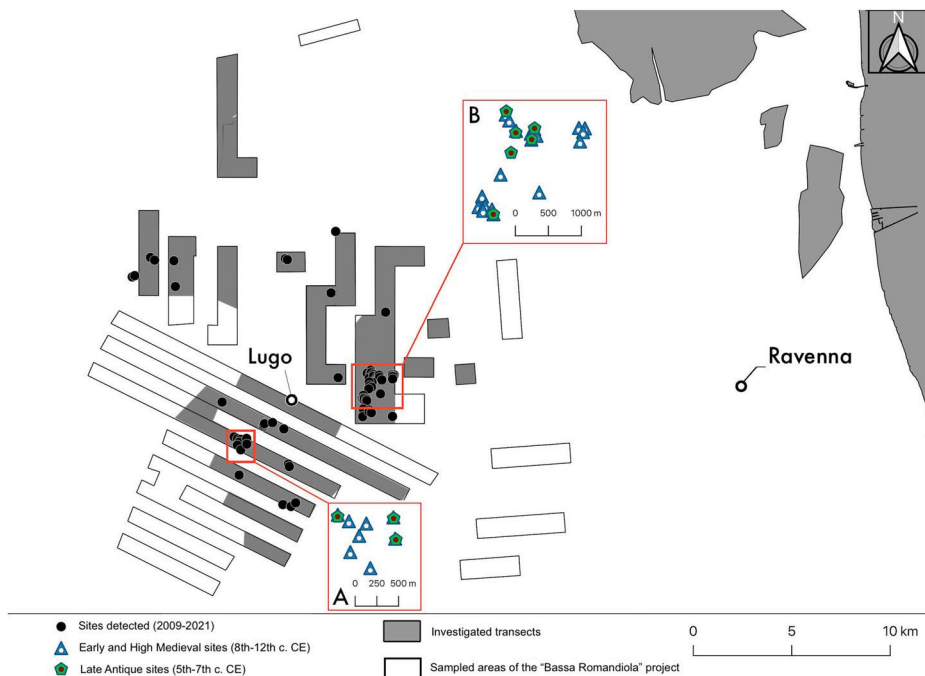 N
B
0 500 1000 m
Lugo
Ravenna
0 250 500 m
A
Sites detected (2009-2021)
Early and High Medieval sites (8th-12th c. CE)
Late Antique sites (5th-7th c. CE)
Investigated transects
Sampled areas of the “Bassa Romandiola” project
0 5 10 km